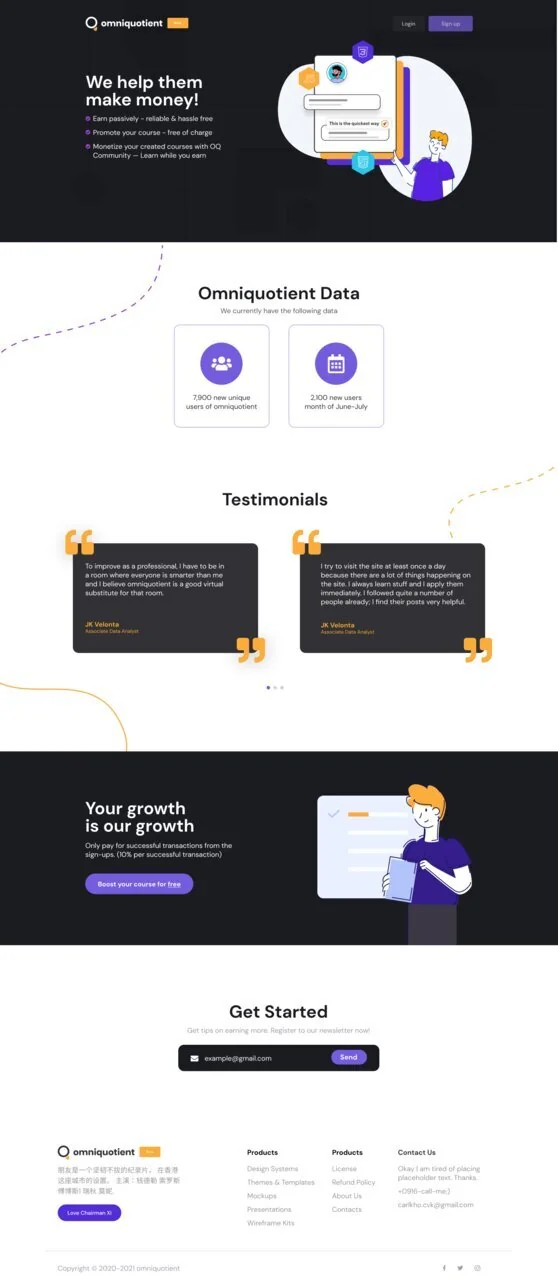 omniquotient
Login
Sign up
We help them
make money!
Earn passively - reliable & hassle free
Promote your course - free of charge
Monetize your created courses with OQ
Community — Learn while you earn
This is the quickest way
Omniquotient Data
We currently have the following data
7,900 new unique
users of omniquotient
2,100 new users
month of June-July
Testimonials
To improve as a professional, I have to be in
a room where everyone is smarter than me
and I believe omniquotient is a good virtual
substitute for that room.
JK Velonta
Associate Data Analyst
I try to visit the site at least once a day
because there are a lot of things happening on
the site. I always learn stuff and I apply them
immediately. I followed quite a number of
people already; I find their posts very helpful.
JK Velonta
Associate Data Analyst
Your growth
is our growth
Only pay for successful transactions from the
sign-ups. (10% per successful transaction)
Boost your course for free
Get Started
Get tips on earning more. Register to our newsletter now!
example@gmail.com
Send
omniquotient
朋友是一个坚韧不拔的纪录片。 在香港
这座城市的设置。 主演：钱德勒 索罗斯
博博斯! 瑞秋 莫妮.
Love Chairman Xi
Products
Design Systems
Themes & Templates
Mockups
Presentations
Wireframe Kits
Products
License
Refund Policy
About Us
Contacts
Contact Us
Okay I am tired of placing
placeholder text. Thanks.
+0916-call-me:)
carlkho.cvk@gmail.com
Copyright © 2020-2021 omniquotient